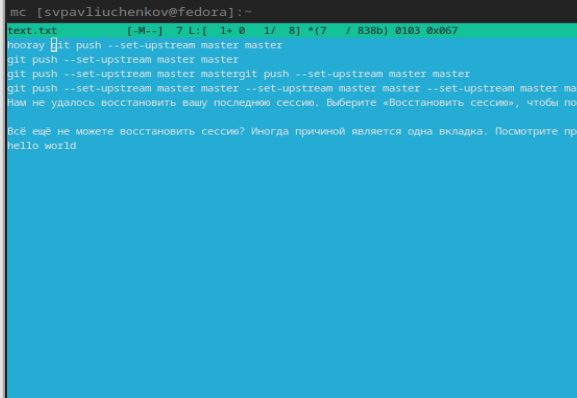 mc [svpavliuchenkov@fedora]:~
text.txt [-M--] 7 L:[ 1+ 0 1/ 8] *(7 / 838b) 0103 0x067
hooray git push --set-upstream master master
git push --set-upstream master master
git push --set-upstream master mastergit push --set-upstream master master
git push --set-upstream master master --set-upstream master master --set-upstream master ma
Нам не удалось восстановить вашу последнюю сессию. Выберите «Восстановить сессию», чтобы по
Всё ещё не можете восстановить сессию? Иногда причиной является одна вкладка. Посмотрите пр
hello world